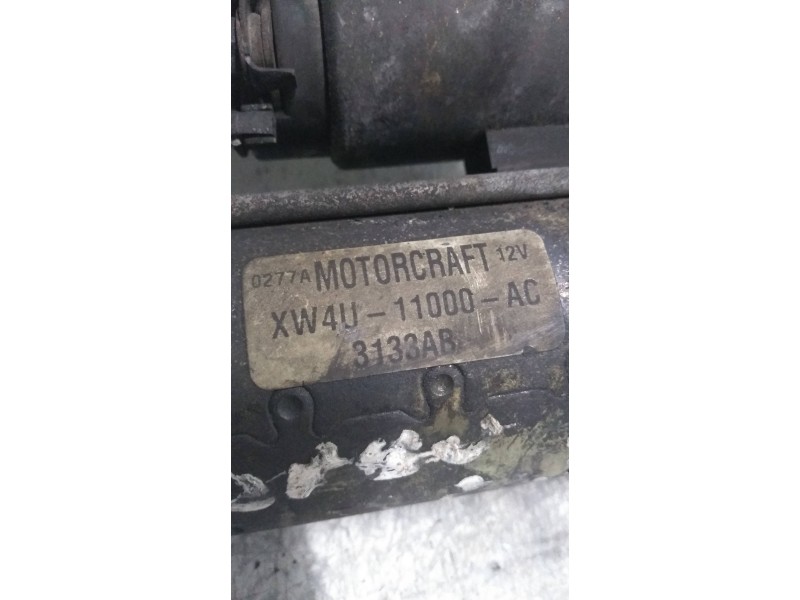 0277A MOTORCRAFT 12V
XW4U-11000-AC
3133AB